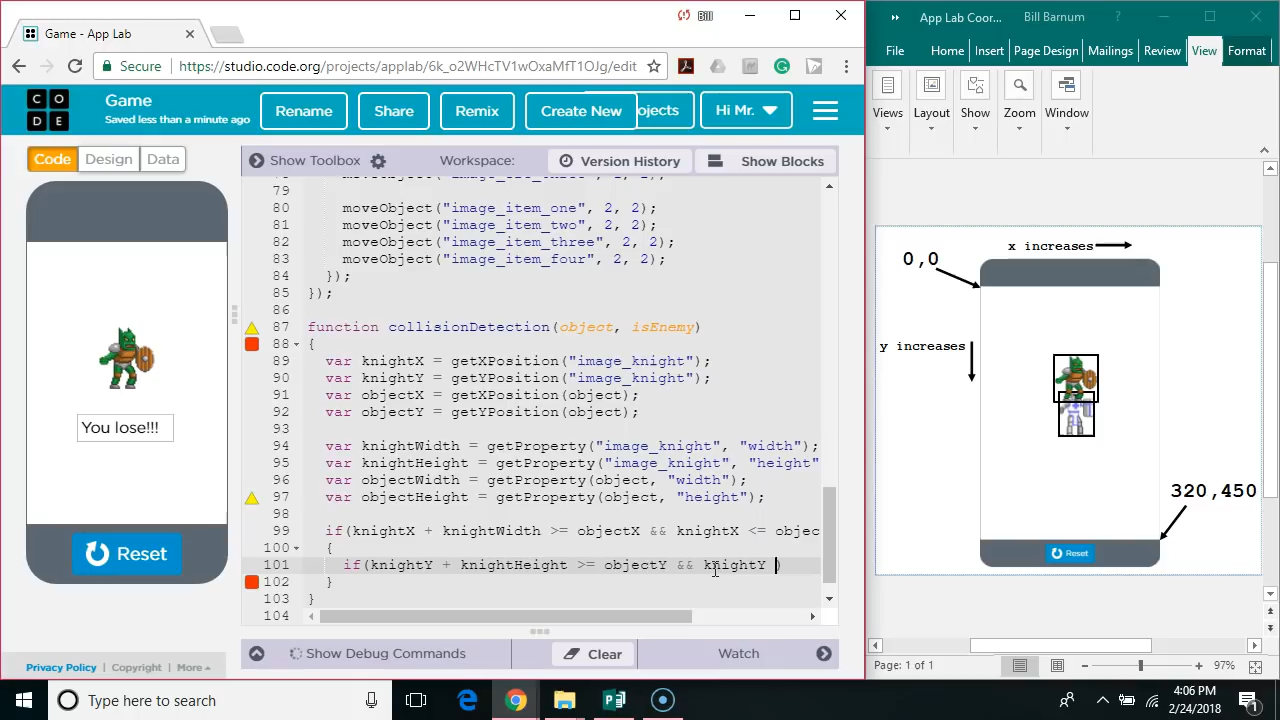 Bill
Game - App Lab
Secure
https://studio.code.org/projects/applab/6k_o2WHcTV1wOxaMfT1OJg/edit
C O
D E
Game
Saved less than a minute ago
Rename
Share
Remix
Create New
ojects
Hi Mr.
Code
Design
Data
Show Toolbox
Workspace:
Version History
Show Blocks
79
80 moveObject("image_item_one", 2, 2);
81 moveObject("image_item_two", 2, 2);
82 moveObject("image_item_three", 2, 2);
83 moveObject("image_item_four", 2, 2);
84 });
85 });
87 function collisionDetection(object, isEnemy)
88 {
89 var knightX = getXPosition("image_knight");
90 var knightY = getYPosition("image_knight");
91 var objectX = getXPosition(object);
92 var objectY = getYPosition(object);
93
94 var knightWidth = getProperty("image_knight", "width");
95 var knightHeight = getProperty("image_knight", "height"
96 var objectWidth = getProperty(object, "width");
97 var objectHeight = getProperty(object, "height");
98
99 if(knightX + knightWidth >= objectX && knightX <= objec
100 {
101 if(knightY + knightHeight >= objectY && knightY )
102 }
103 }
104
You lose!!!
Reset
Privacy Policy | Copyright | More
Show Debug Commands
Clear
Watch
App Lab Coor...
Bill Barnum
?
File
Home
Insert
Page Design
Mailings
Review
View
Format
Views
Layout
Show
Zoom
Window
x increases
0,0
y increases
320,450
Reset
Page: 1 of 1
97%
Type here to search
4:06 PM
2/24/2018
1